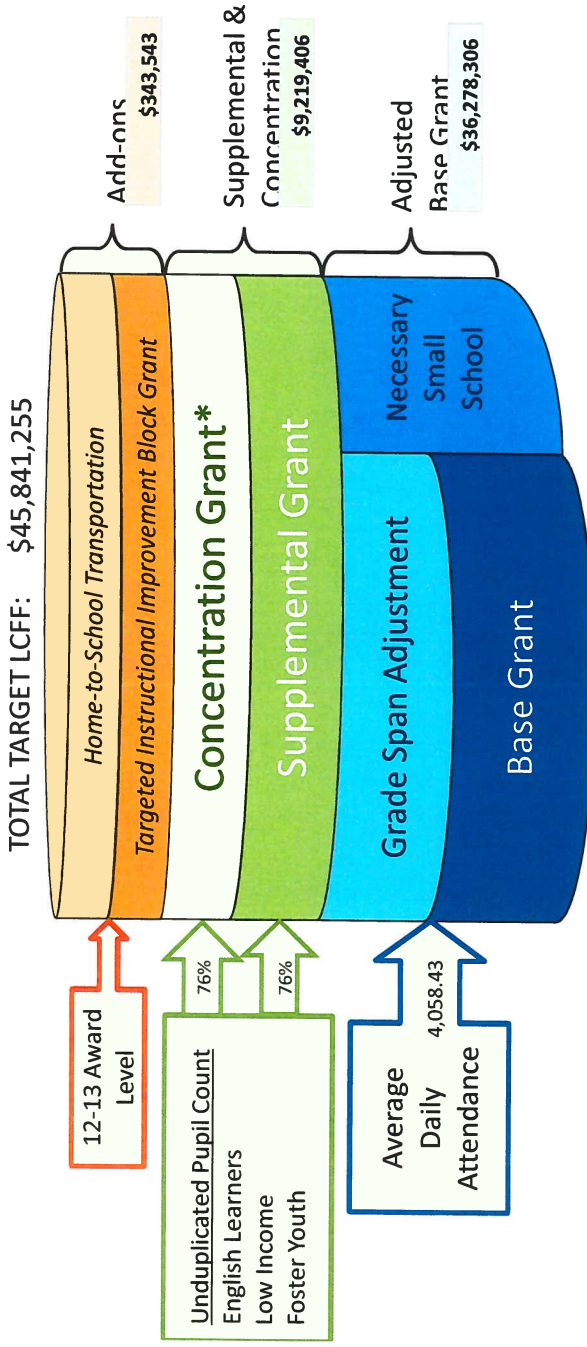 TOTAL TARGET LCFF: $45,841,255
12-13 Award
Level
Unduplicated Pupil Count
English Learners
Low Income
Foster Youth
76%
76%
Average
Daily
Attendance
4,058.43
Home-to-School Transportation
Targeted Instructional Improvement Block Grant
Concentration Grant*
Supplemental Grant
Grade Span Adjustment
Base Grant
Necessary
Small
School
Add-ons
$343,543
Supplemental &
Concentration
$9,219,406
Adjusted
Base Grant
$36,278,306